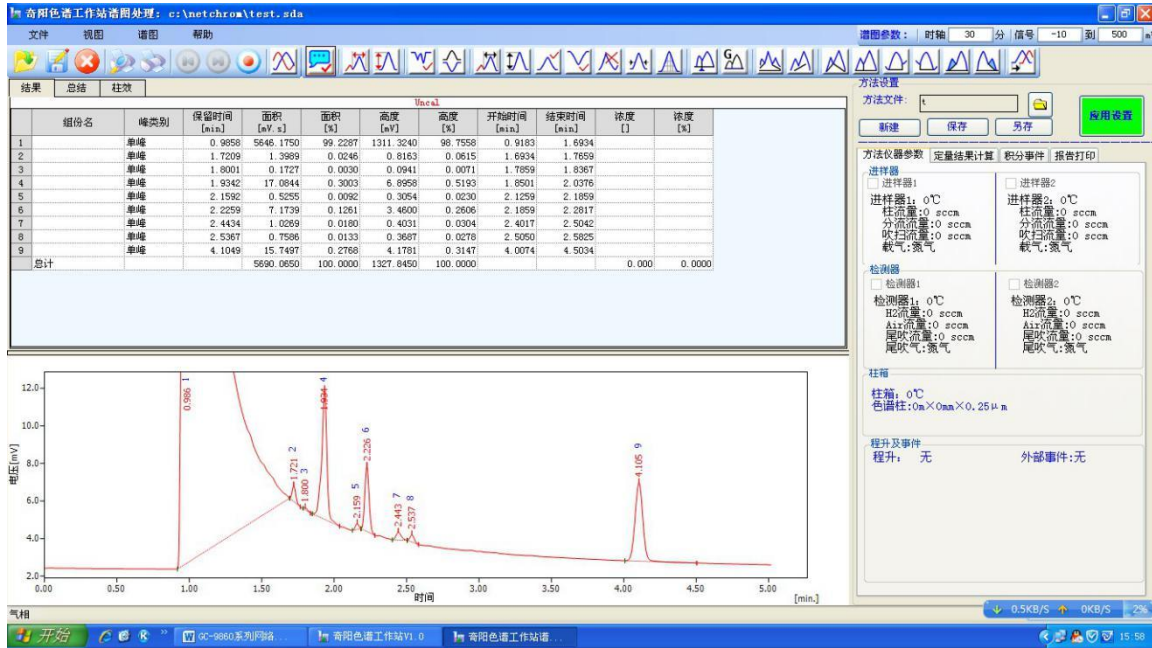 奇阳色谱工作站谱图处理: c:\netchrom\test.sda
文件 视图 谱图 帮助
谱图参数: 时轴 30 分 信号 -10 到 500
结果 总结 柱效
Uncal
组份名 峰类别 保留时间 [min] 面积 [mV.s] 面积 [%] 高度 [mV] 高度 [%] 开始时间 [min] 结束时间 [min] 浓度 [] 浓度 [%]
1 单峰 0.9858 5646.1750 99.2287 1311.3240 98.7558 0.9183 1.6934
2 单峰 1.7209 1.3989 0.0246 0.8163 0.0615 1.6934 1.7659
3 单峰 1.8001 0.1727 0.0030 0.0941 0.0071 1.7859 1.8367
4 单峰 1.9342 17.0844 0.3003 6.8958 0.5193 1.8501 2.0376
5 单峰 2.1592 0.5255 0.0092 0.3054 0.0230 2.1259 2.1859
6 单峰 2.2259 7.1739 0.1261 3.4600 0.2606 2.1859 2.2817
7 单峰 2.4434 1.0269 0.0180 0.4031 0.0304 2.4017 2.5042
8 单峰 2.5367 0.7586 0.0133 0.3687 0.0278 2.5050 2.5825
9 单峰 4.1049 15.7497 0.2768 4.1781 0.3147 4.0074 4.5034
总计 5690.0650 100.0000 1327.8450 100.0000 0.000 0.0000
方法设置
方法文件: t
应用设置
新建 保存 另存
方法仪器参数 定量结果计算 积分事件 报告打印
进样器
进样器1 进样器2
进样器1: 0℃ 进样器2: 0℃
柱流量:0 sccm 柱流量:0 sccm
分流流量:0 sccm 分流流量:0 sccm
吹扫流量:0 sccm 吹扫流量:0 sccm
载气:氮气 载气:氮气
检测器
检测器1 检测器2
检测器1: 0℃ 检测器2: 0℃
H2流量:0 sccm H2流量:0 sccm
Air流量:0 sccm Air流量:0 sccm
尾吹流量:0 sccm 尾吹流量:0 sccm
尾吹气:氮气 尾吹气:氮气
柱箱
柱箱: 0℃
色谱柱:0m×0mm×0.25μm
程升及事件
程升: 无 外部事件:无
电压[mV]
12.0
10.0
8.0
6.0
4.0
2.0
0.986 1
1.721 2
1.800 3
1.934 4
2.159 5
2.226 6
2.443 7
2.537 8
4.105 9
0.00 0.50 1.00 1.50 2.00 2.50 3.00 3.50 4.00 4.50 5.00
时间 [min.]
气相
0.5KB/S 0KB/S 2%
开始 GC-9860系列网络... 奇阳色谱工作站V1.0 奇阳色谱工作站谱... 15:58